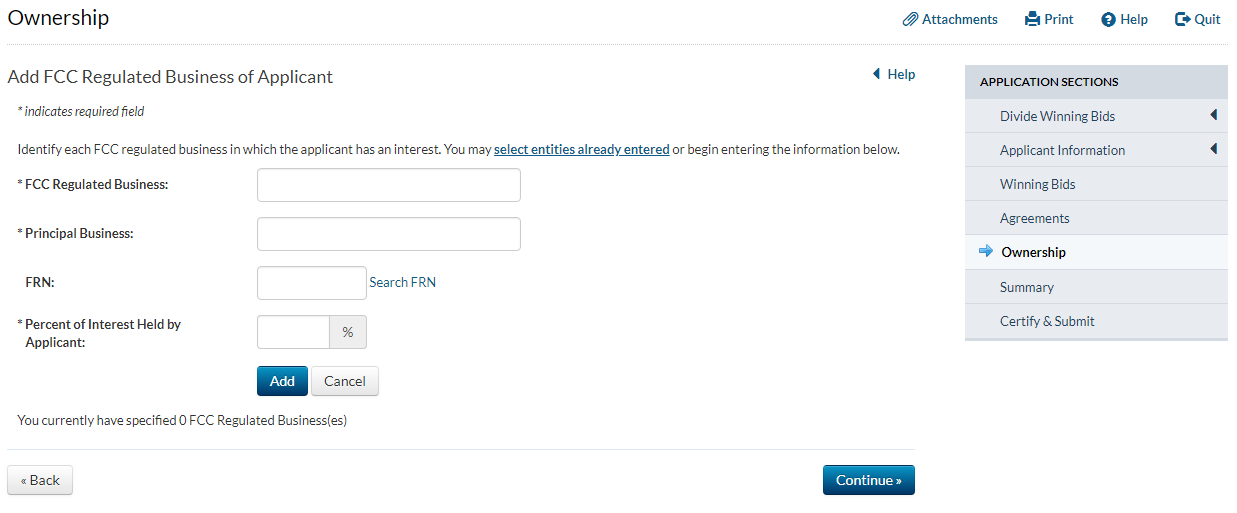 Ownership
Attachments Print Help Quit
Add FCC Regulated Business of Applicant
Help
* indicates required field
Identify each FCC regulated business in which the applicant has an interest. You may select entities already entered or begin entering the information below.
* FCC Regulated Business:
* Principal Business:
FRN: Search FRN
* Percent of Interest Held by
Applicant:
%
Add Cancel
You currently have specified 0 FCC Regulated Business(es)
« Back Continue »
APPLICATION SECTIONS
Divide Winning Bids
Applicant Information
Winning Bids
Agreements
Ownership
Summary
Certify & Submit